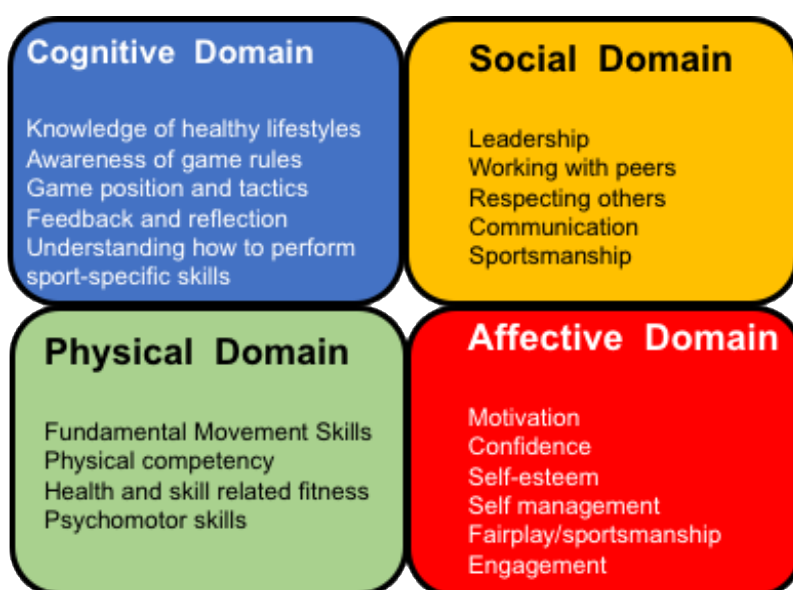 Cognitive Domain
Knowledge of healthy lifestyles
Awareness of game rules
Game position and tactics
Feedback and reflection
Understanding how to perform
sport-specific skills
Social Domain
Leadership
Working with peers
Respecting others
Communication
Sportsmanship
Physical Domain
Fundamental Movement Skills
Physical competency
Health and skill related fitness
Psychomotor skills
Affective Domain
Motivation
Confidence
Self-esteem
Self management
Fairplay/sportsmanship
Engagement